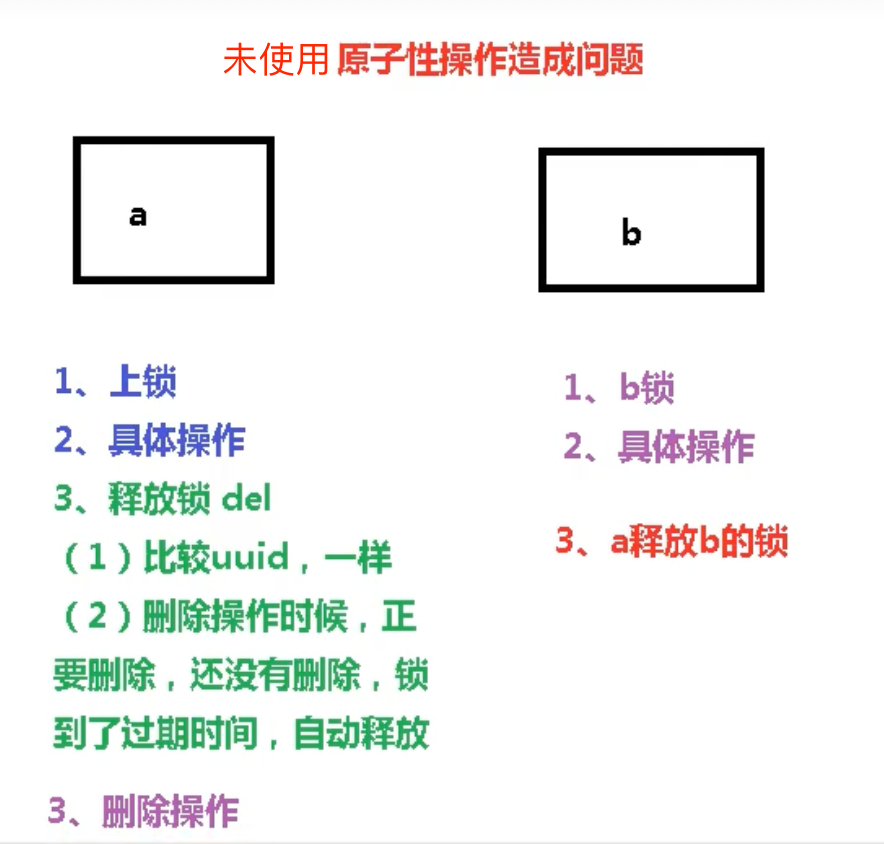 未使用原子性操作造成问题
a
b
1、上锁
2、具体操作
3、释放锁 del
（1）比较uuid，一样
（2）删除操作时候，正
要删除，还没有删除，锁
到了过期时间，自动释放
3、删除操作
1、b锁
2、具体操作
3、a释放b的锁